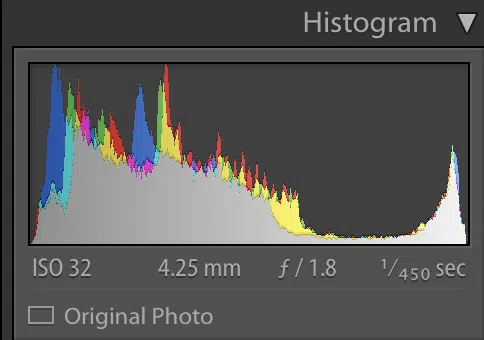 Histogram ▼
ISO 32 4.25 mm ƒ / 1.8 ¹⁄₄₅₀ sec
Original Photo